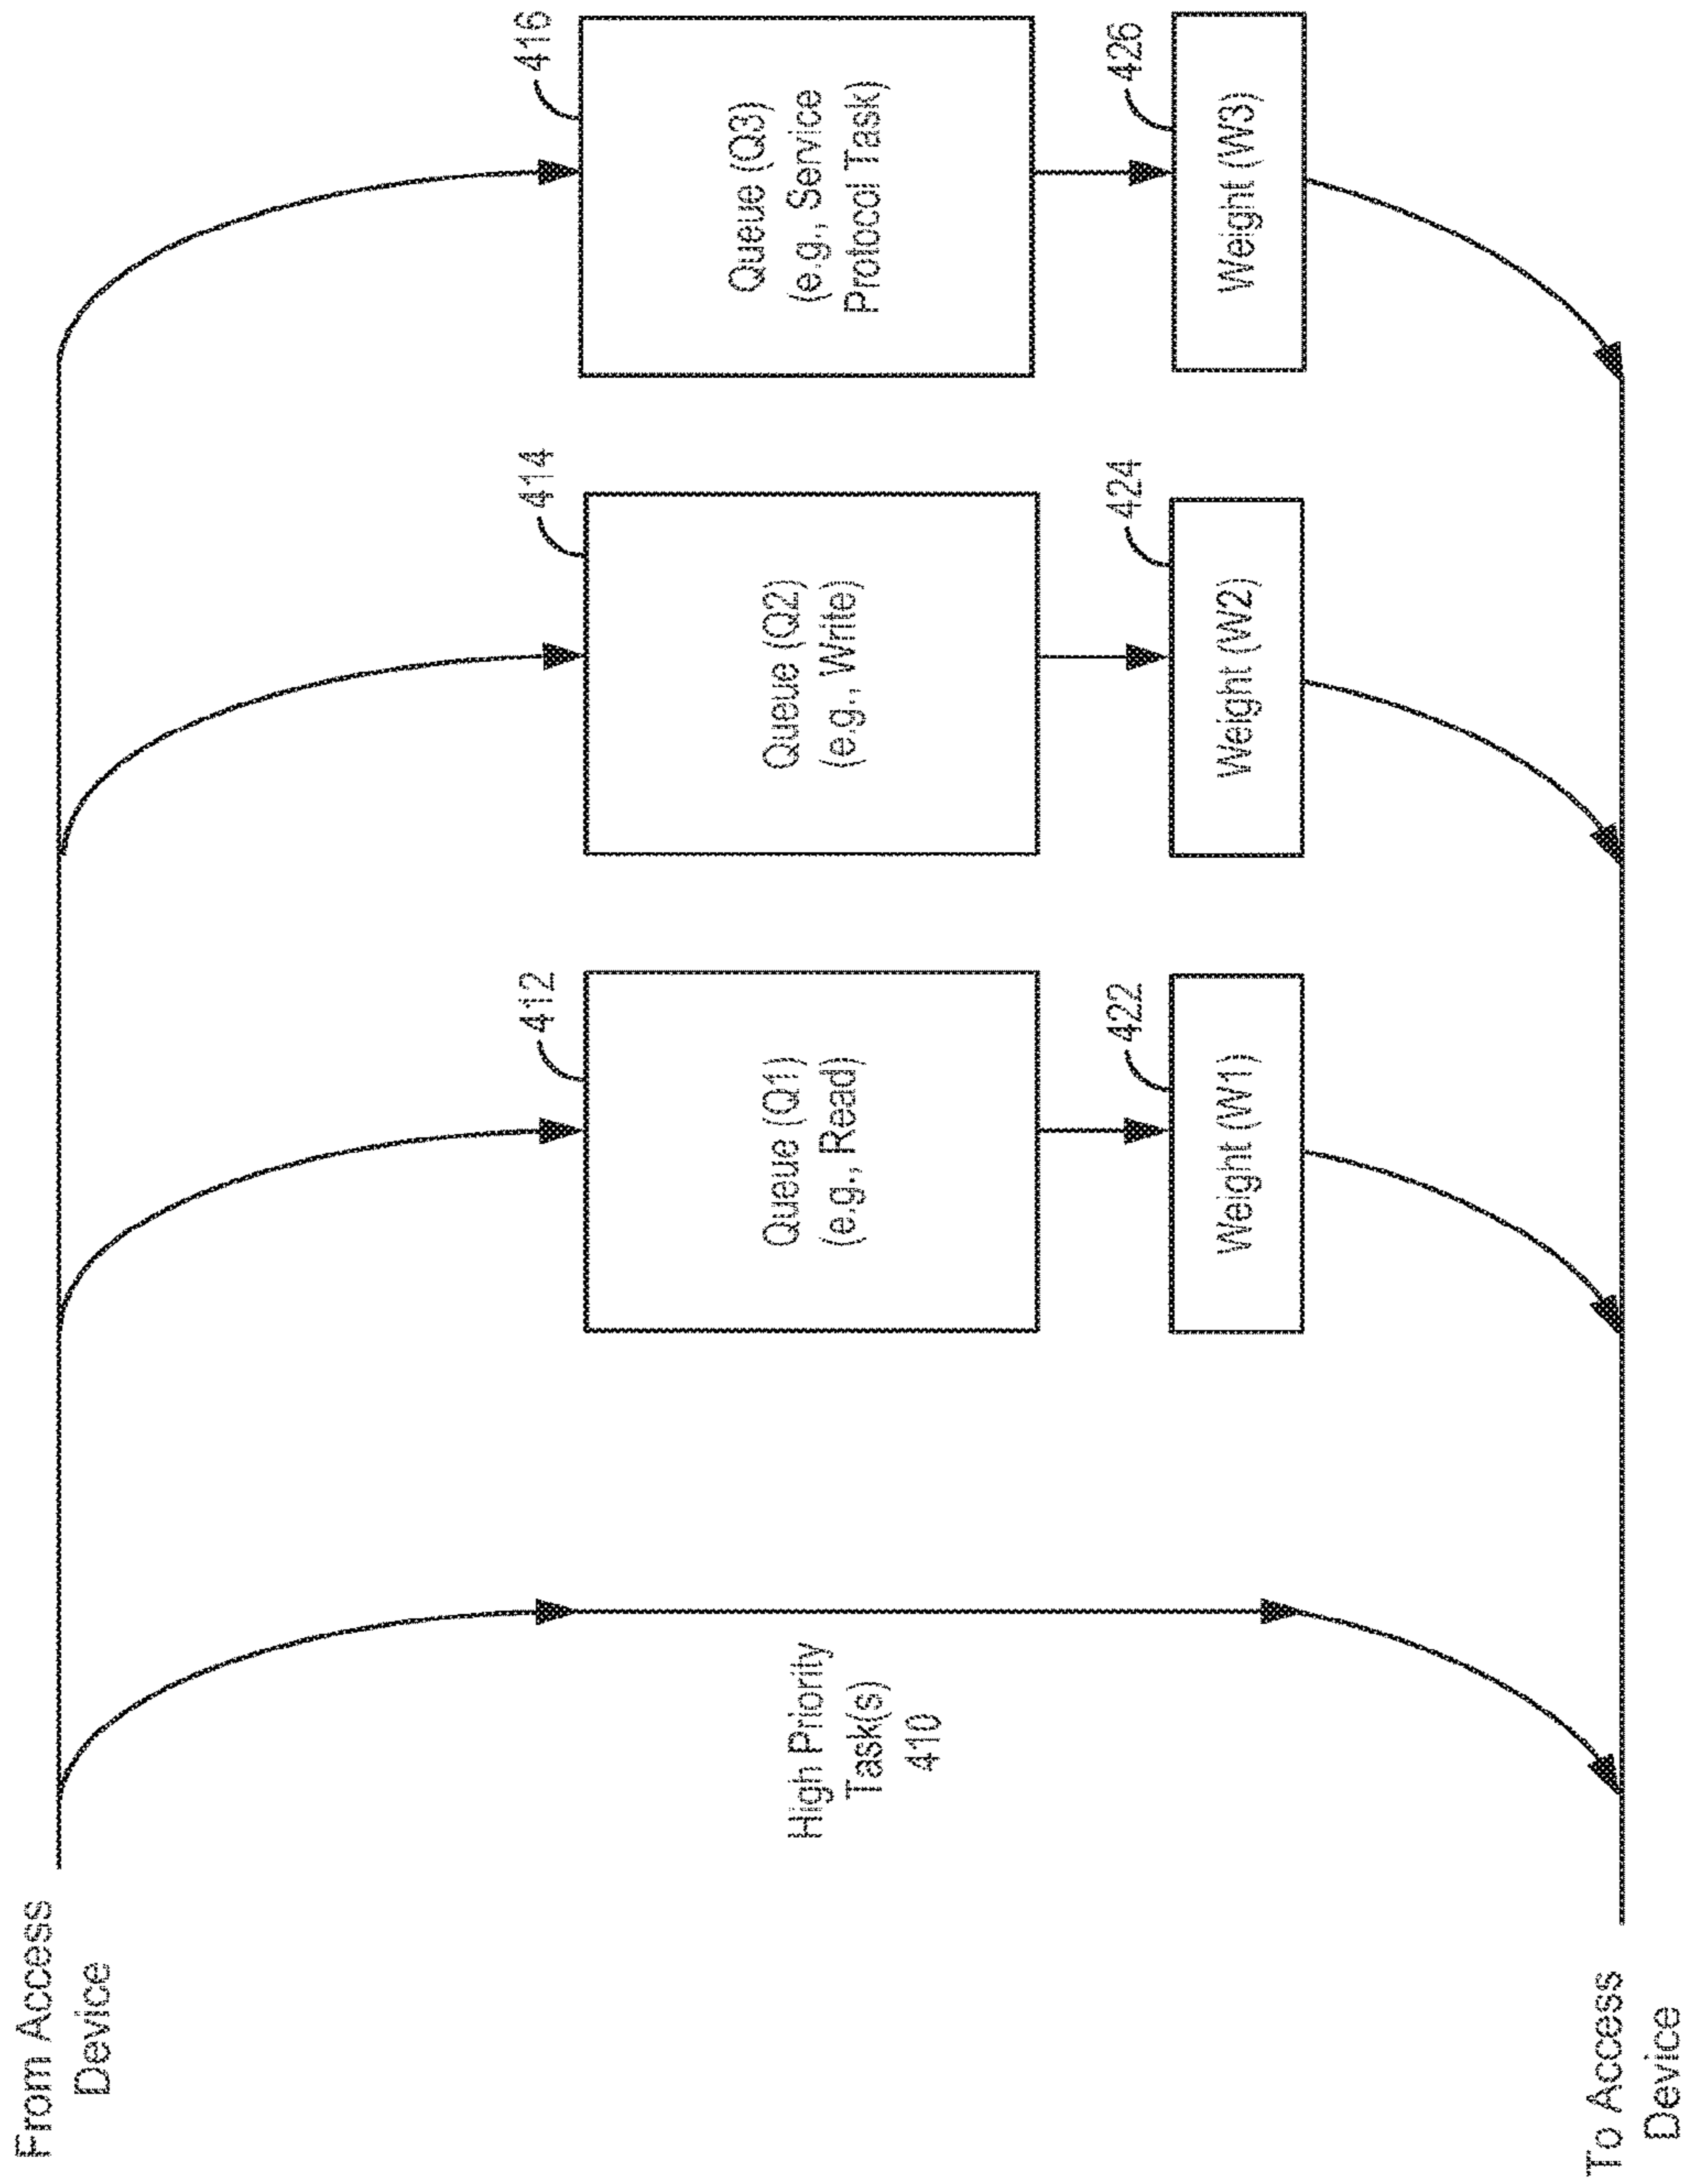 From Access
Device
High Priority
Task(s)
410
412
Queue (Q1)
(e.g., Read)
422
Weight (W1)
414
Queue (Q2)
(e.g., Write)
424
Weight (W2)
416
Queue (Q3)
(e.g., Service
Protocal Task)
426
Weight (W3)
To Access
Device